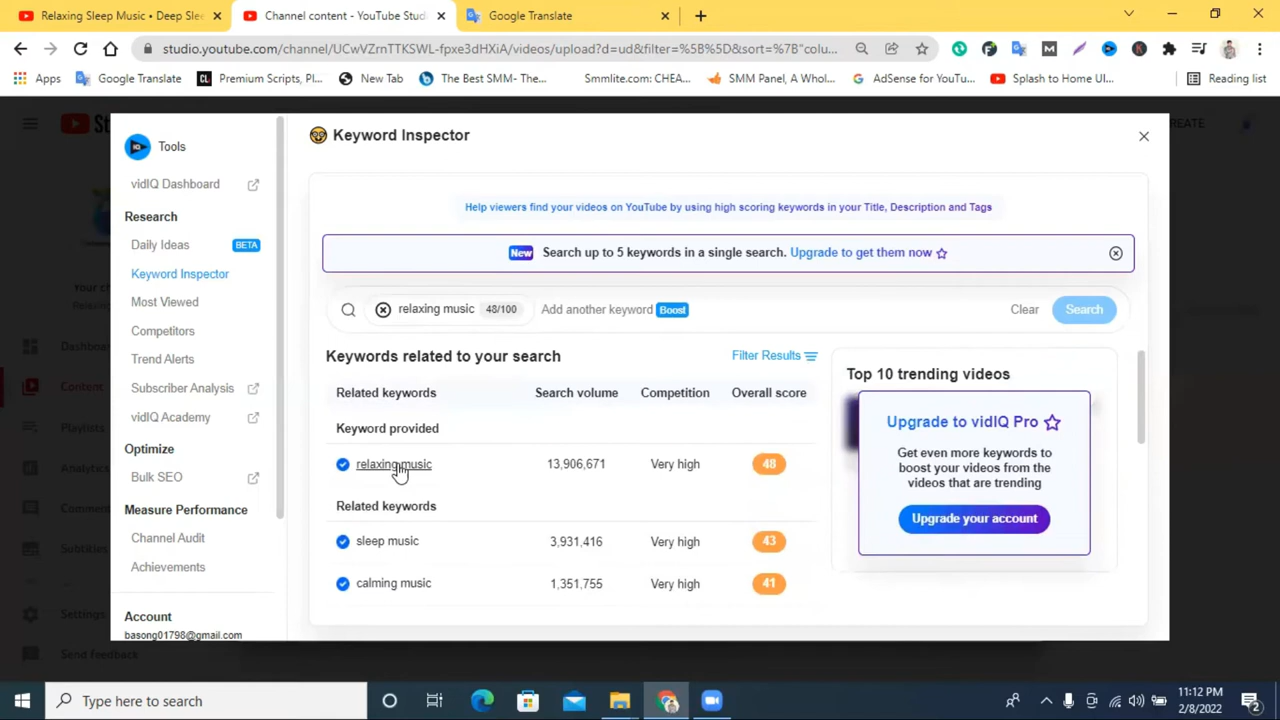 Relaxing Sleep Music • Deep Slee
Channel content - YouTube Studi
Google Translate
studio.youtube.com/channel/UCwVZrnTTKSWL-fpxe3dHXiA/videos/upload?d=ud&filter=%5B%5D&sort=%7B"colu...
Apps
Google Translate
Premium Scripts, Pl...
New Tab
The Best SMM- The...
Smmlite.com: CHEA...
SMM Panel, A Whol...
AdSense for YouTu...
Splash to Home UI...
Reading list
Tools
vidIQ Dashboard
Research
Daily Ideas
BETA
Keyword Inspector
Most Viewed
Competitors
Trend Alerts
Subscriber Analysis
vidIQ Academy
Optimize
Bulk SEO
Measure Performance
Channel Audit
Achievements
Account
basong01798@gmail.com
Keyword Inspector
Help viewers find your videos on YouTube by using high scoring keywords in your Title, Description and Tags
New Search up to 5 keywords in a single search. Upgrade to get them now
relaxing music 48/100 Add another keyword Boost Clear Search
Keywords related to your search
Filter Results
Related keywords Search volume Competition Overall score
Keyword provided
relaxing music 13,906,671 Very high 48
Related keywords
sleep music 3,931,416 Very high 43
calming music 1,351,755 Very high 41
Top 10 trending videos
Upgrade to vidIQ Pro
Get even more keywords to
boost your videos from the
videos that are trending
Upgrade your account
Send feedback
Type here to search
11:12 PM
2/8/2022
2